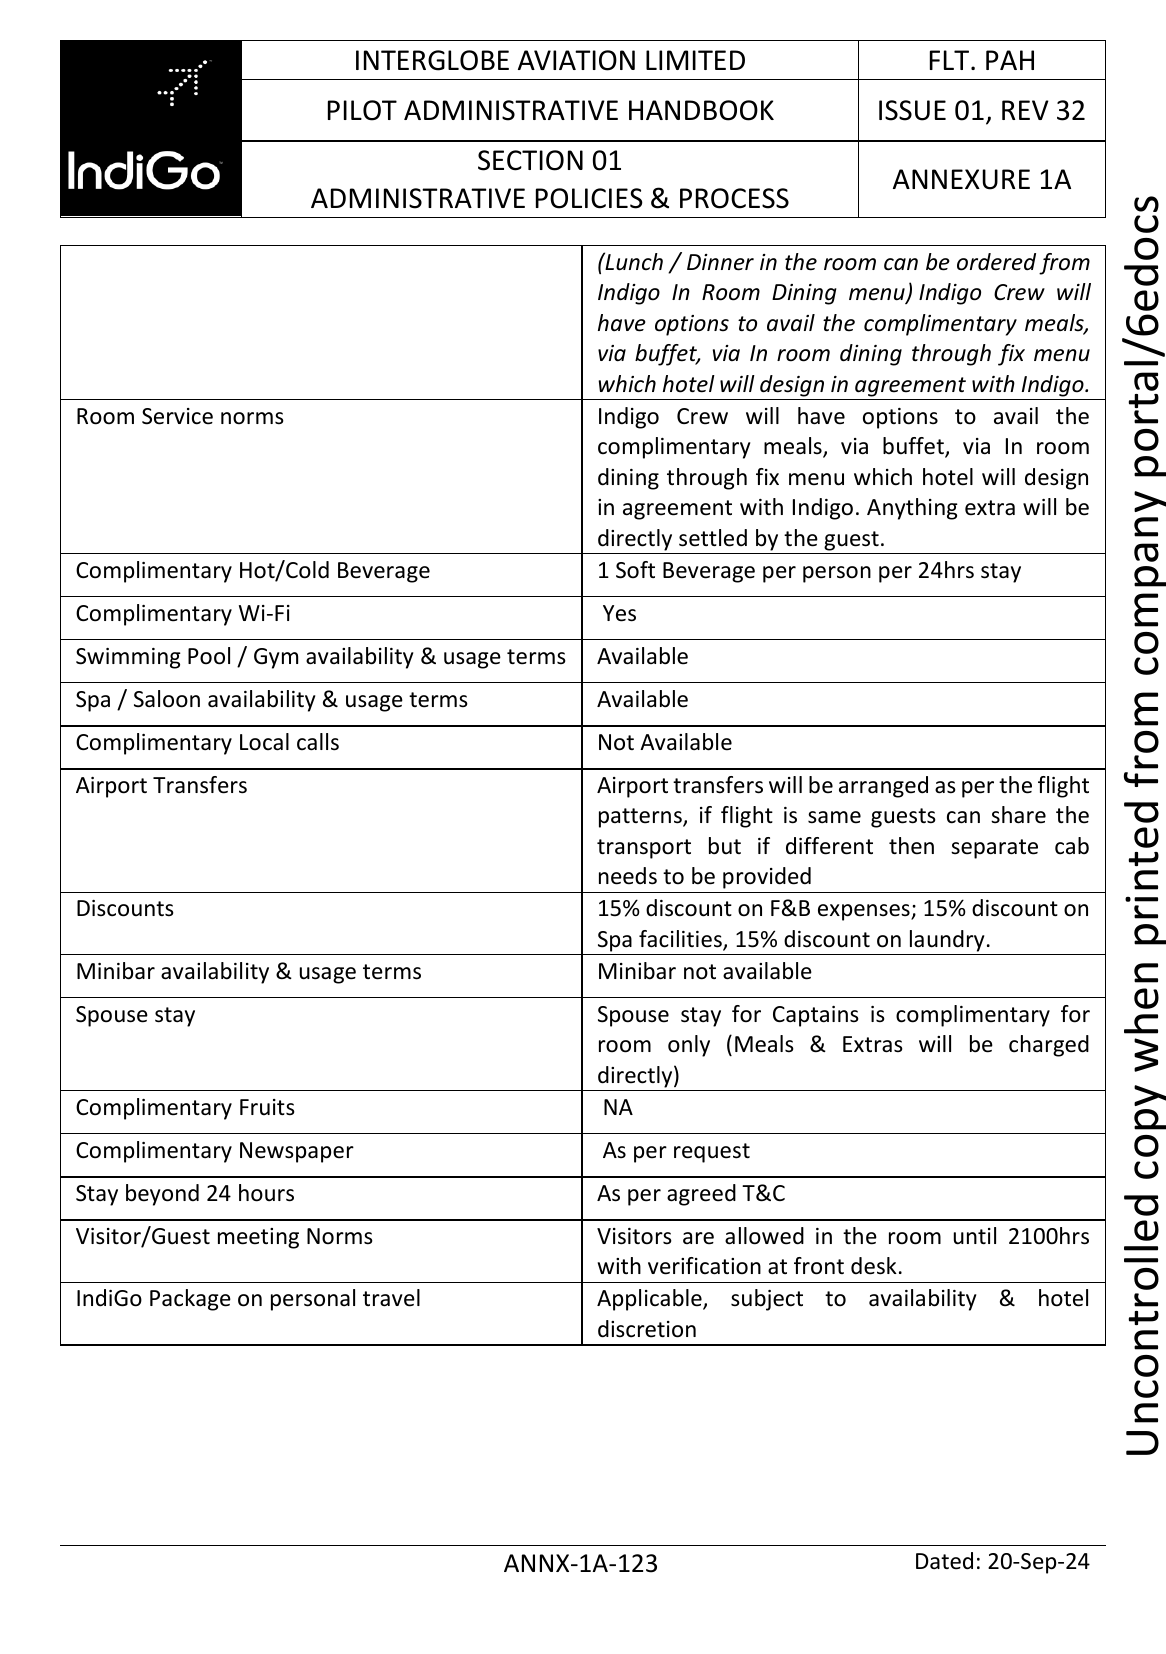 INTERGLOBE AVIATION LIMITED
FLT. PAH
PILOT ADMINISTRATIVE HANDBOOK
ISSUE 01, REV 32
IndiGo
SECTION 01
ADMINISTRATIVE POLICIES & PROCESS
ANNEXURE 1A
(Lunch / Dinner in the room can be ordered from
Indigo In Room Dining menu) Indigo Crew will
have options to avail the complimentary meals,
via buffet, via In room dining through fix menu
which hotel will design in agreement with Indigo.
Room Service norms
Indigo Crew will have options to avail the
complimentary meals, via buffet, via In room
dining through fix menu which hotel will design
in agreement with Indigo. Anything extra will be
directly settled by the guest.
Complimentary Hot/Cold Beverage
1 Soft Beverage per person per 24hrs stay
Complimentary Wi-Fi
Yes
Swimming Pool / Gym availability & usage terms
Available
Spa / Saloon availability & usage terms
Available
Complimentary Local calls
Not Available
Airport Transfers
Airport transfers will be arranged as per the flight
patterns, if flight is same guests can share the
transport but if different then separate cab
needs to be provided
Discounts
15% discount on F&B expenses; 15% discount on
Spa facilities, 15% discount on laundry.
Minibar availability & usage terms
Minibar not available
Spouse stay
Spouse stay for Captains is complimentary for
room only (Meals & Extras will be charged
directly)
Complimentary Fruits
NA
Complimentary Newspaper
As per request
Stay beyond 24 hours
As per agreed T&C
Visitor/Guest meeting Norms
Visitors are allowed in the room until 2100hrs
with verification at front desk.
IndiGo Package on personal travel
Applicable, subject to availability & hotel
discretion
ANNX-1A-123
Dated: 20-Sep-24
Uncontrolled copy when printed from company portal/6edocs